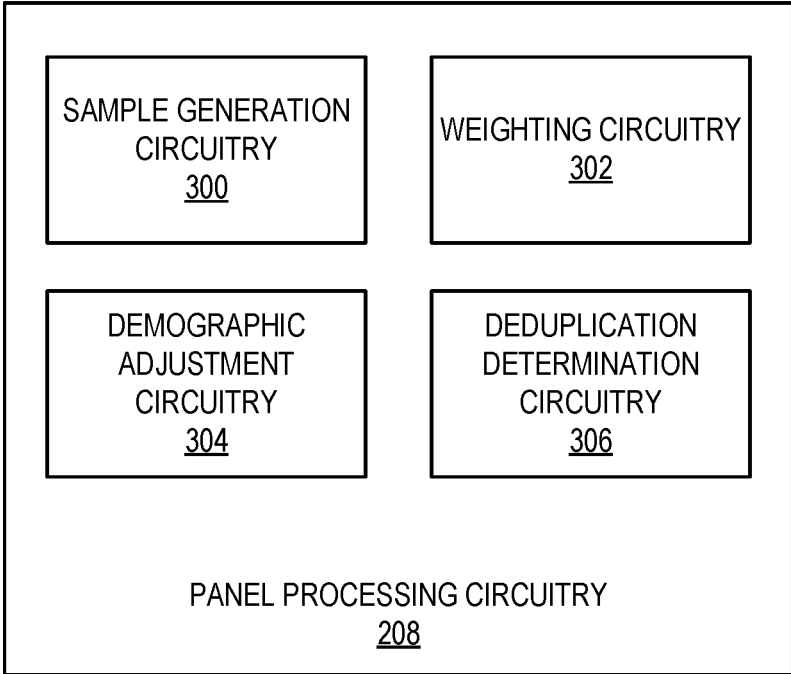 SAMPLE GENERATION
CIRCUITRY
300
WEIGHTING CIRCUITRY
302
DEMOGRAPHIC
ADJUSTMENT
CIRCUITRY
304
DEDUPLICATION
DETERMINATION
CIRCUITRY
306
PANEL PROCESSING CIRCUITRY
208